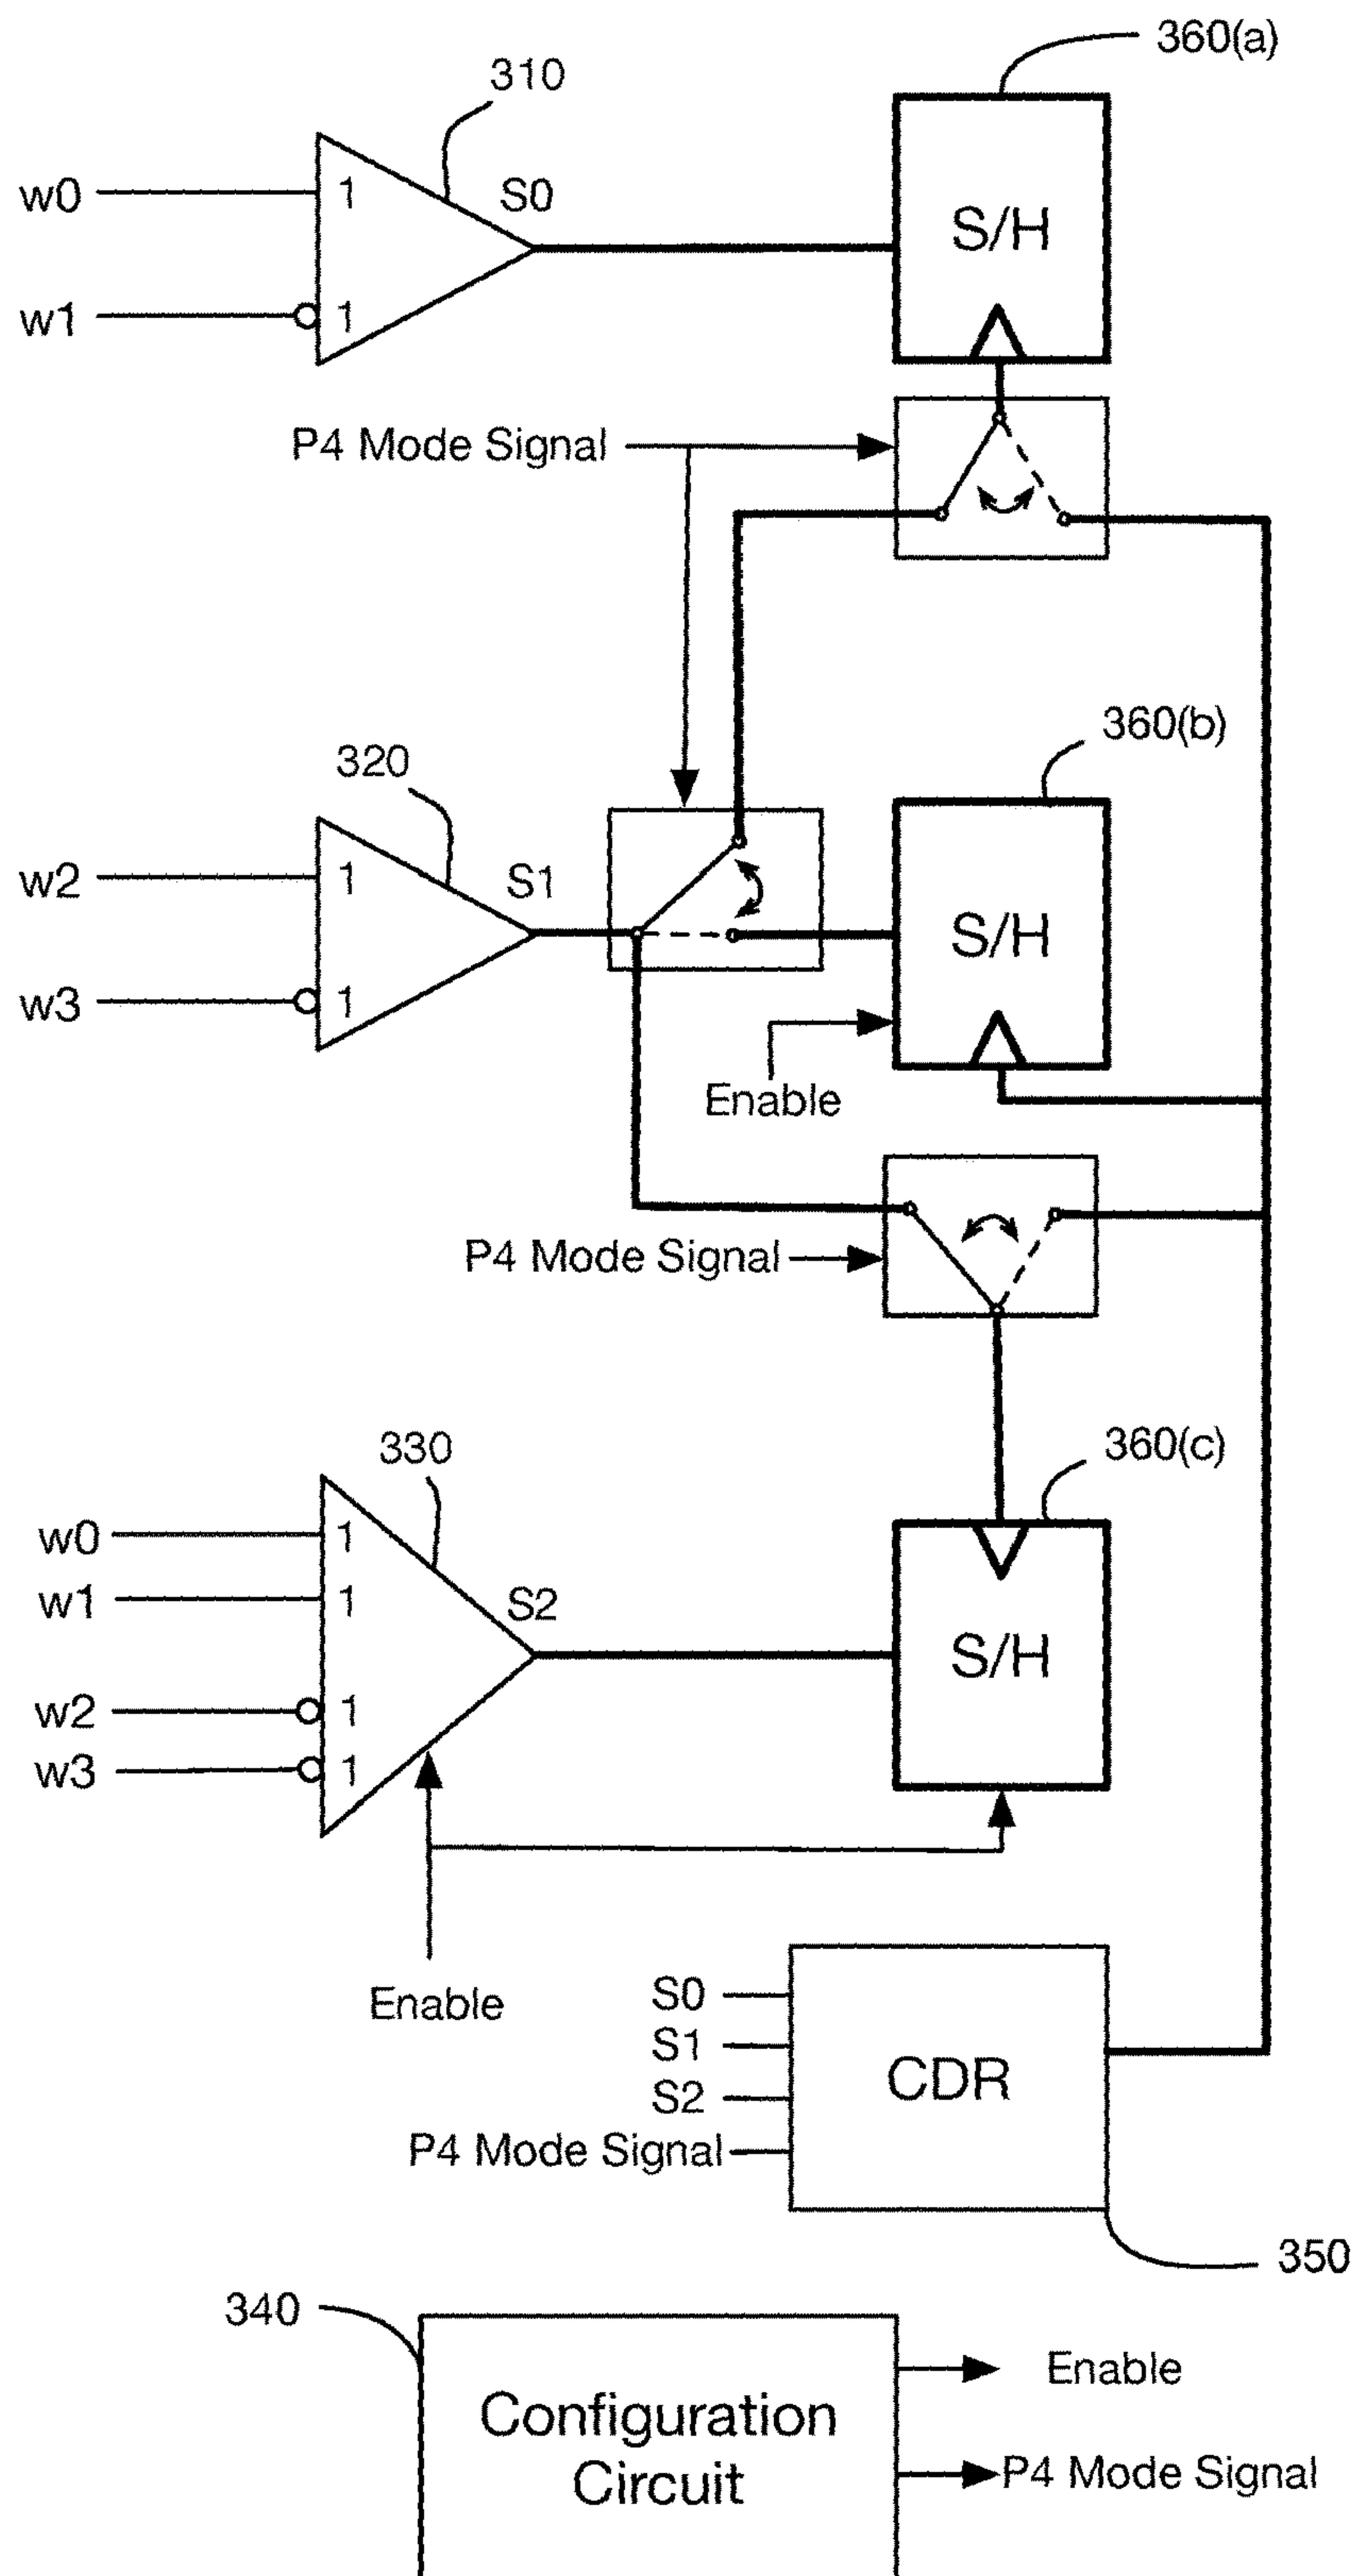 360(a)
310
w0
1
S0
S/H
w1
1
P4 Mode Signal
360(b)
320
w2
1
S1
S/H
w3
1
Enable
P4 Mode Signal
360(c)
330
w0
1
w1
1
S2
S/H
w2
1
w3
1
Enable
S0
S1
S2
CDR
P4 Mode Signal
350
340
Configuration
Circuit
Enable
P4 Mode Signal